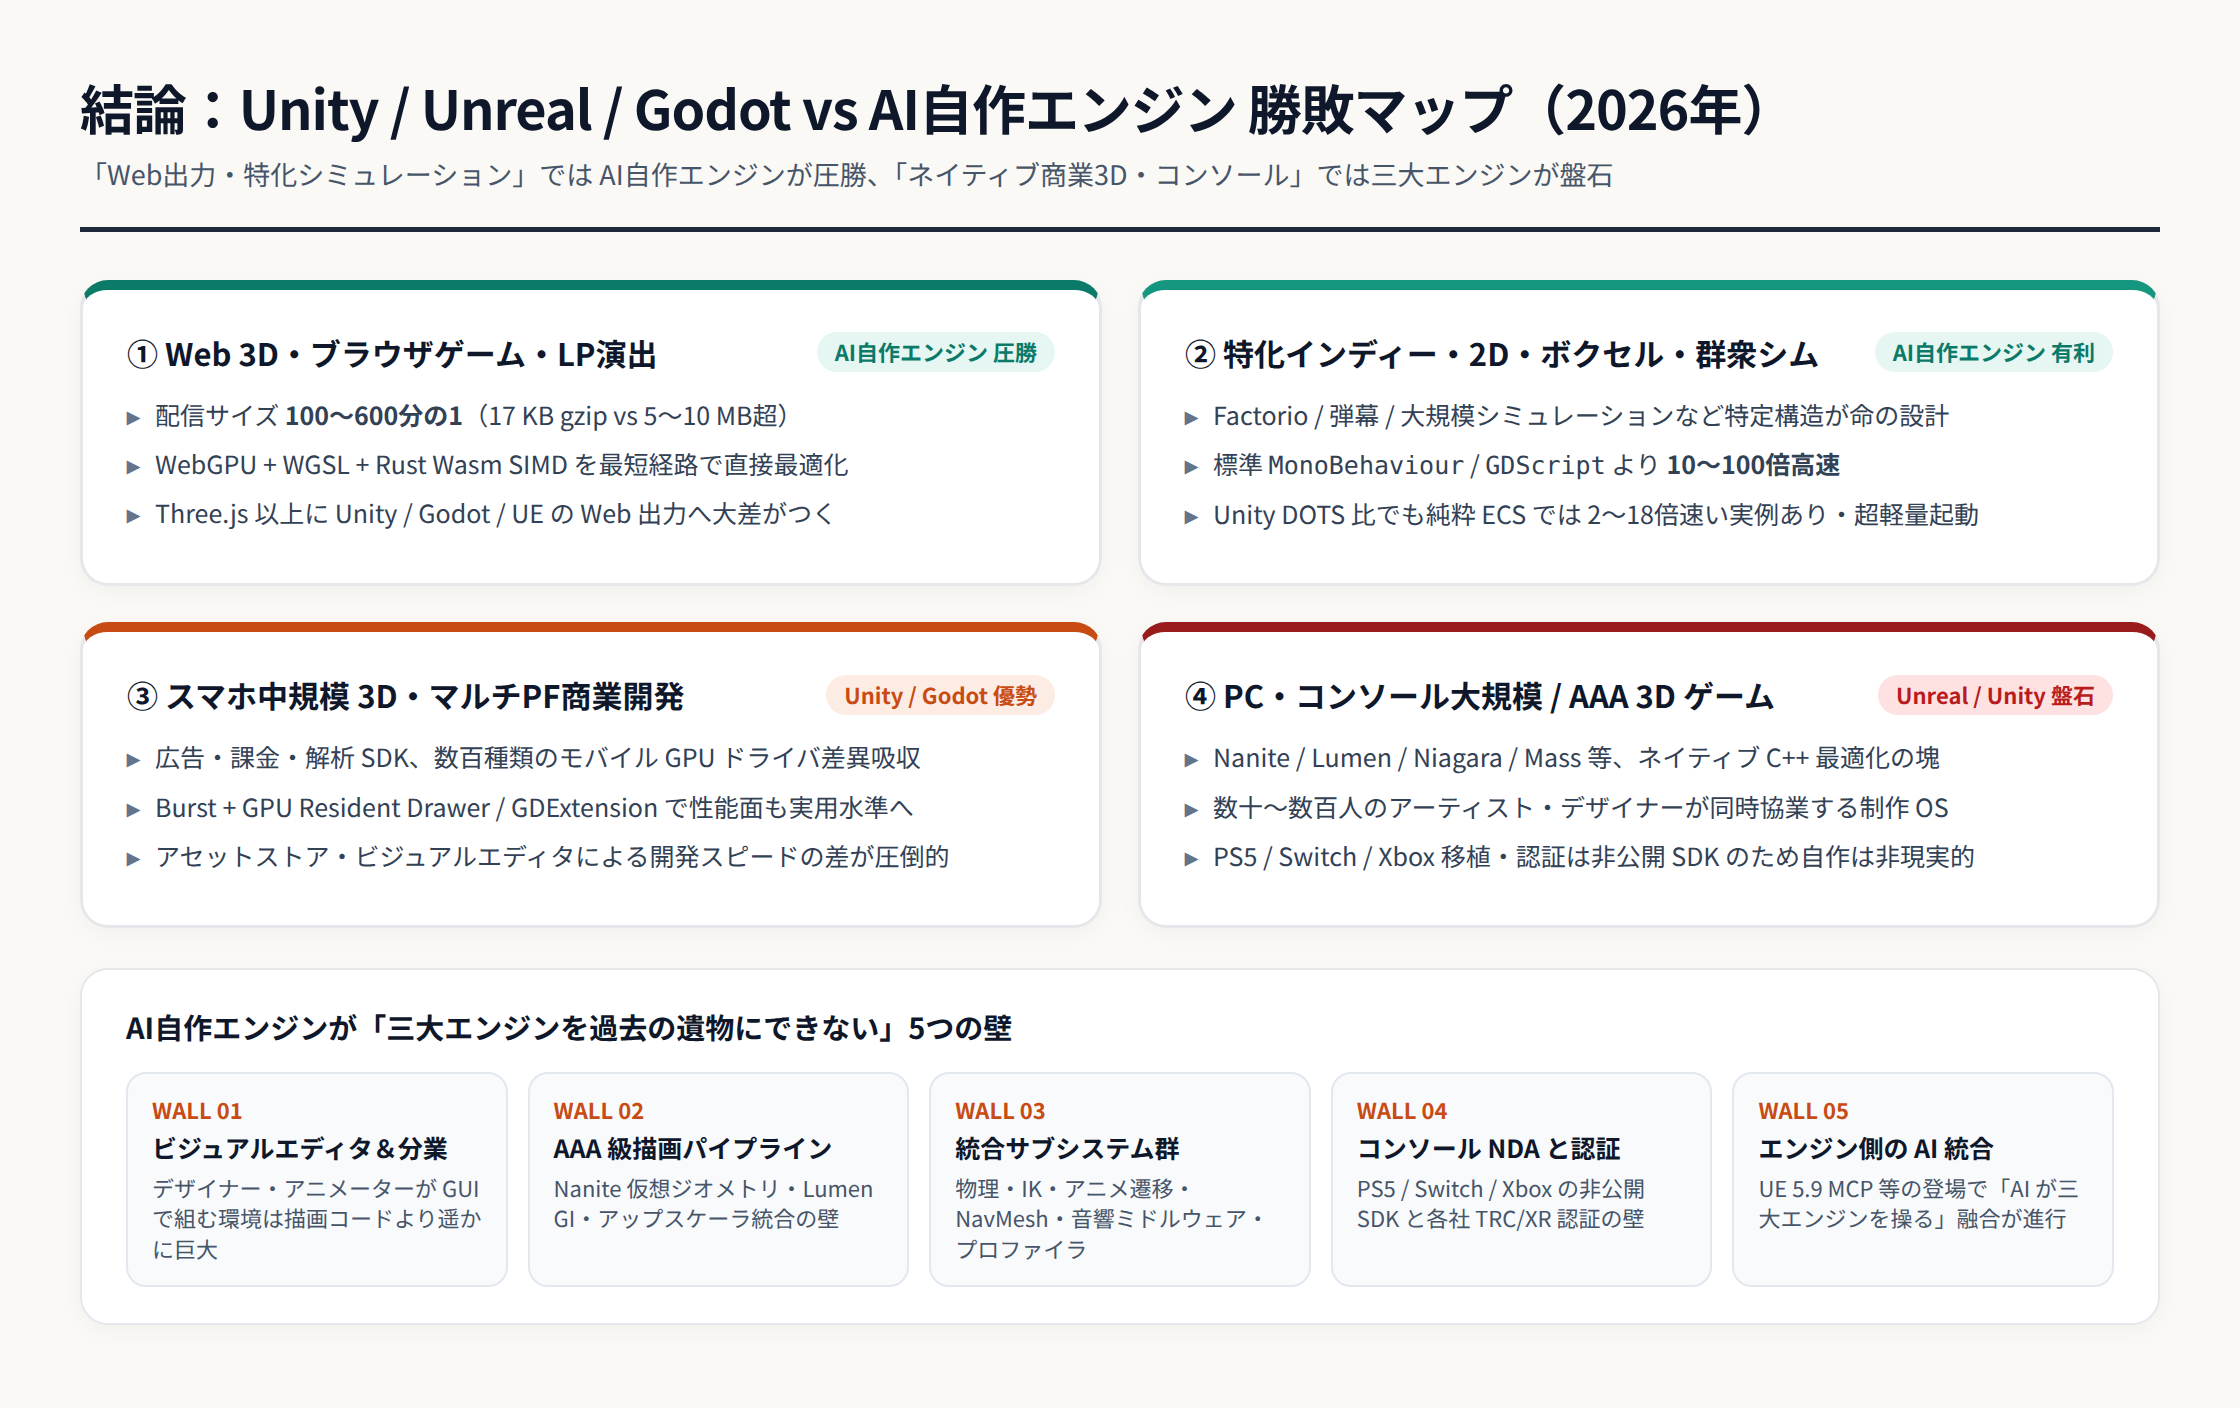 結論：Unity / Unreal / Godot vs AI自作エンジン 勝敗マップ（2026年）
「Web出力・特化シミュレーション」では AI自作エンジンが圧勝、「ネイティブ商業3D・コンソール」では三大エンジンが盤石
① Web 3D・ブラウザゲーム・LP演出
AI自作エンジン 圧勝
▶ 配信サイズ 100〜600分の1（17 KB gzip vs 5〜10 MB超）
▶ WebGPU + WGSL + Rust Wasm SIMD を最短経路で直接最適化
▶ Three.js 以上に Unity / Godot / UE の Web 出力へ大差がつく
② 特化インディー・2D・ボクセル・群衆シム
AI自作エンジン 有利
▶ Factorio / 弾幕 / 大規模シミュレーションなど特定構造が命の設計
▶ 標準 MonoBehaviour / GDScript より 10〜100倍高速
▶ Unity DOTS 比でも純粋 ECS では 2〜18倍速い実例あり・超軽量起動
③ スマホ中規模 3D・マルチPF商業開発
Unity / Godot 優勢
▶ 広告・課金・解析 SDK、数百種類のモバイル GPU ドライバ差異吸収
▶ Burst + GPU Resident Drawer / GDExtension で性能面も実用水準へ
▶ アセットストア・ビジュアルエディタによる開発スピードの差が圧倒的
④ PC・コンソール大規模 / AAA 3D ゲーム
Unreal / Unity 盤石
▶ Nanite / Lumen / Niagara / Mass 等、ネイティブ C++ 最適化の塊
▶ 数十〜数百人のアーティスト・デザイナーが同時協業する制作 OS
▶ PS5 / Switch / Xbox 移植・認証は非公開 SDK のため自作は非現実的
AI自作エンジンが「三大エンジンを過去の遺物にできない」5つの壁
WALL 01
ビジュアルエディタ＆分業
デザイナー・アニメーターが GUI
で組む環境は描画コードより遥か
に巨大
WALL 02
AAA 級描画パイプライン
Nanite 仮想ジオメトリ・Lumen
GI・アップスケーラ統合の壁
WALL 03
統合サブシステム群
物理・IK・アニメ遷移・
NavMesh・音響ミドルウェア・
プロファイラ
WALL 04
コンソール NDA と認証
PS5 / Switch / Xbox の非公開
SDK と各社 TRC/XR 認証の壁
WALL 05
エンジン側の AI 統合
UE 5.9 MCP 等の登場で「AI が三
大エンジンを操る」融合が進行